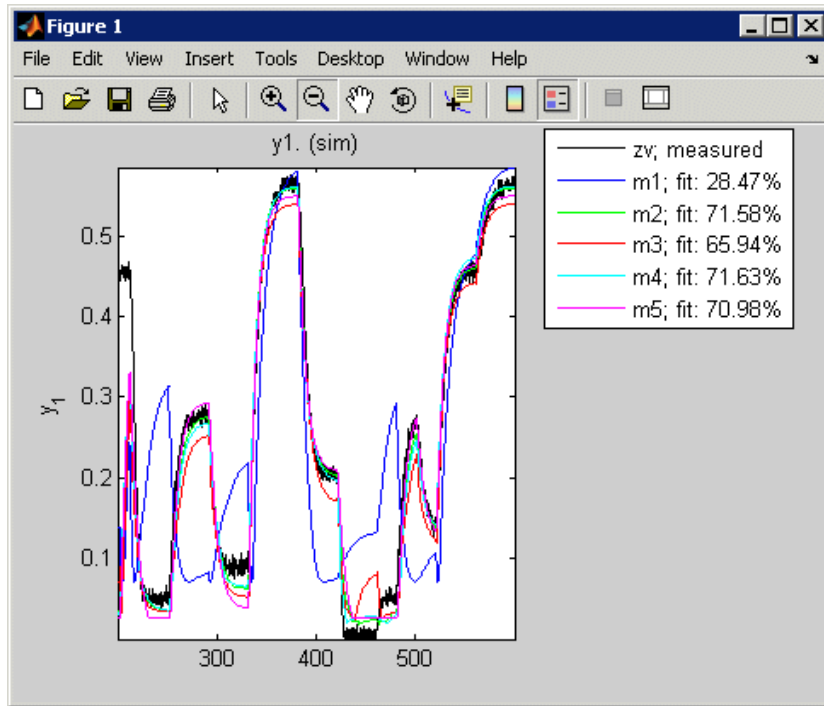 Figure 1
File Edit View Insert Tools Desktop Window Help
y1. (sim)
zv; measured
m1; fit: 28.47%
m2; fit: 71.58%
m3; fit: 65.94%
m4; fit: 71.63%
m5; fit: 70.98%
0.5
0.4
0.3
0.2
0.1
y1
300 400 500